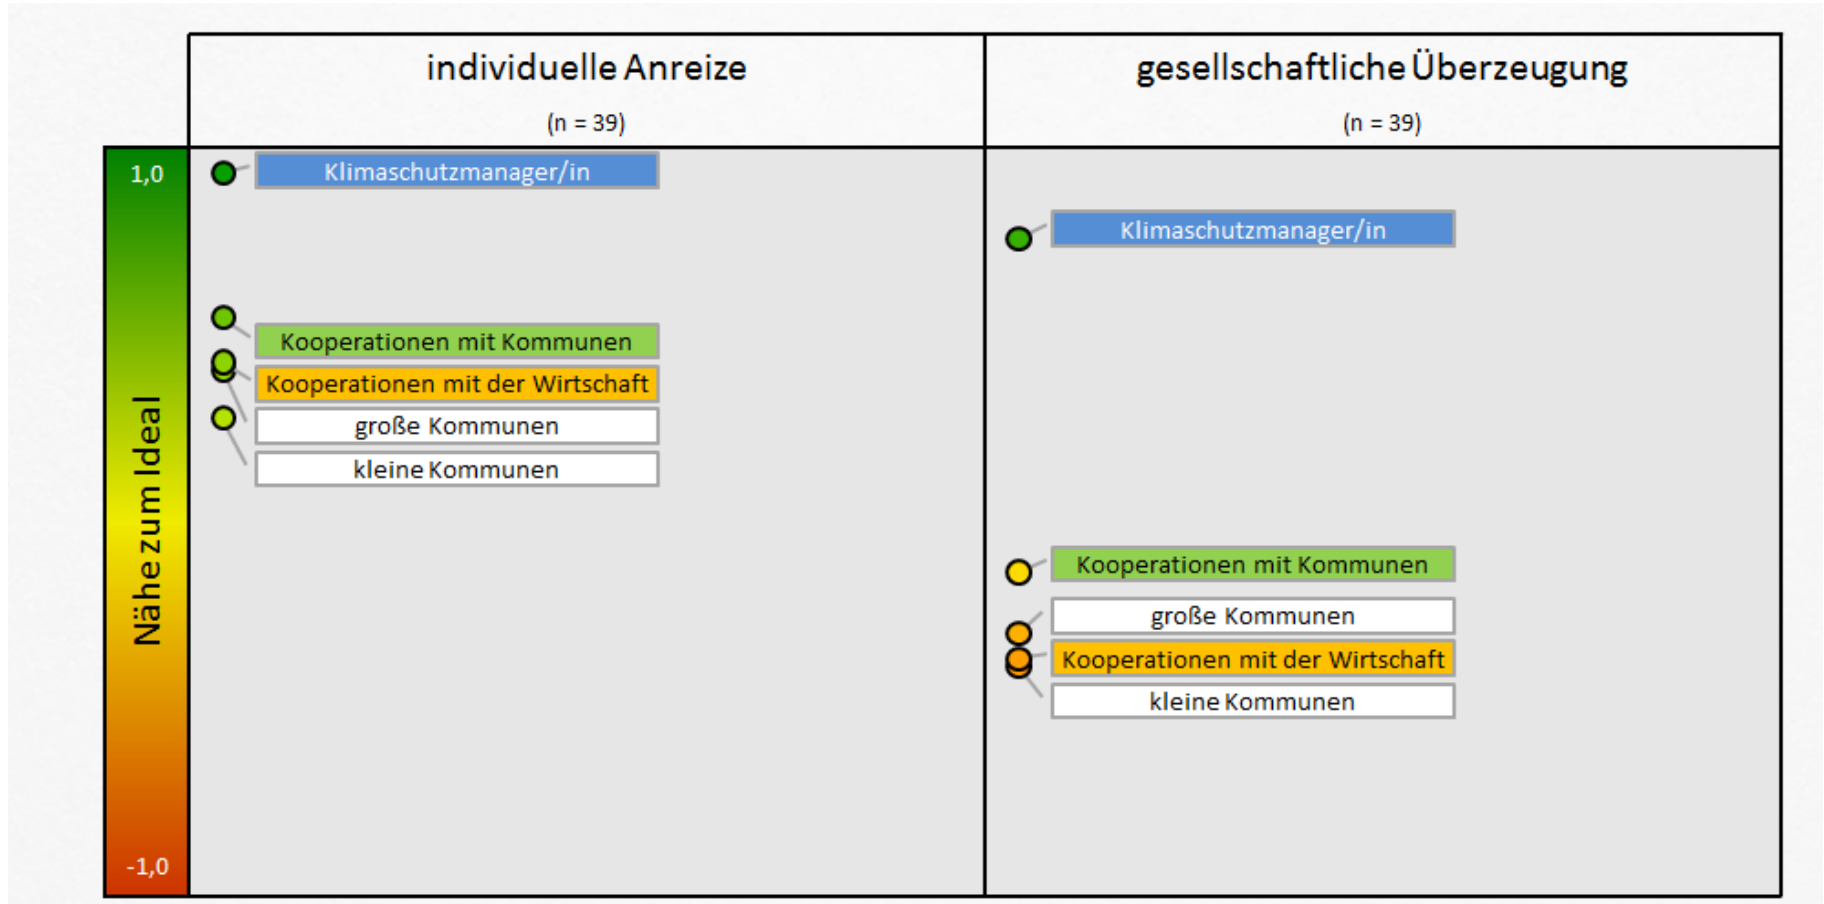 individuelle Anreize
(n = 39)
gesellschaftliche Überzeugung
(n = 39)
Nähe zum Ideal
1,0
-1,0
Klimaschutzmanager/in
Kooperationen mit Kommunen
Kooperationen mit der Wirtschaft
große Kommunen
kleine Kommunen
Klimaschutzmanager/in
Kooperationen mit Kommunen
große Kommunen
Kooperationen mit der Wirtschaft
kleine Kommunen